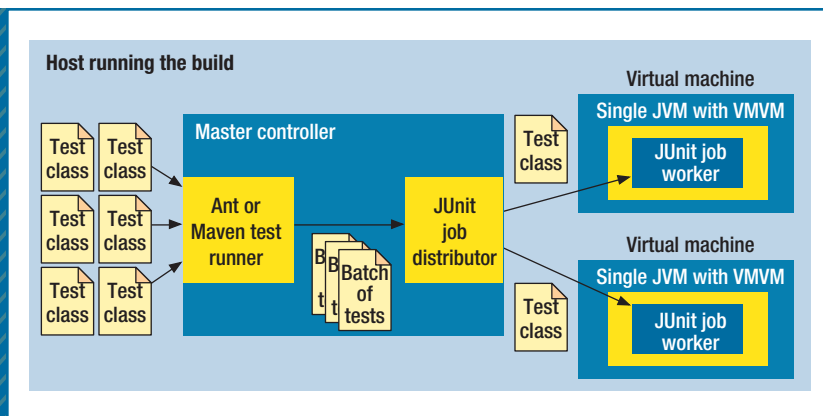 Host running the build
Test
class
Test
class
Test
class
Test
class
Test
class
Test
class
Master controller
Ant or
Maven test
runner
B
t
B
t
Batch
of
tests
JUnit
job
distributor
Test
class
Test
class
Virtual machine
Single JVM with VMVM
JUnit job
worker
Virtual machine
Single JVM with VMVM
JUnit job
worker